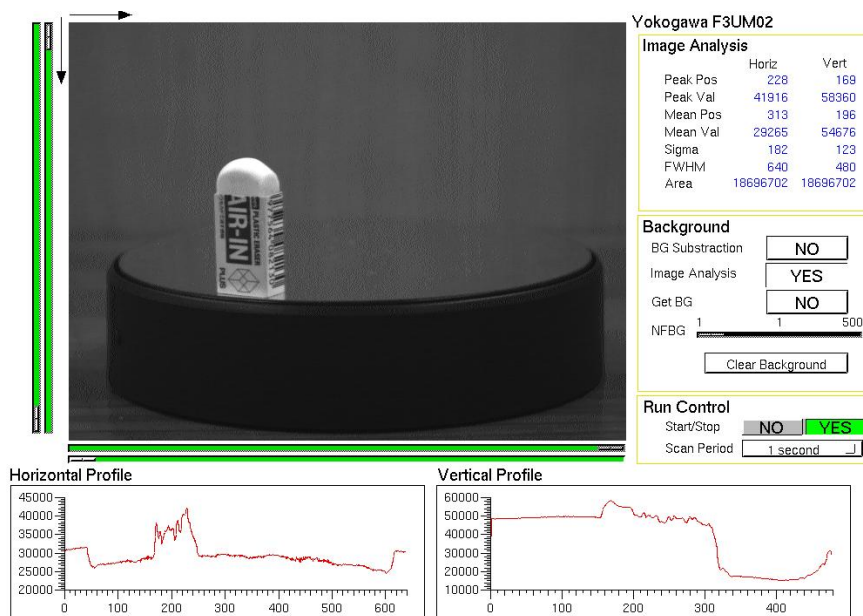 Yokogawa F3UM02
Image Analysis
Horiz Vert
Peak Pos 228 169
Peak Val 41916 58360
Mean Pos 313 196
Mean Val 29265 54676
Sigma 182 123
FWHM 640 480
Area 18696702 18696702
Background
BG Substraction NO
Image Analysis YES
Get BG NO
1 1 500
NFBG
Clear Background
Run Control
Start/Stop NO YES
Scan Period 1 second
AIR-IN
PLASTIC ERASER
PLUS
Horizontal Profile
45000
40000
35000
30000
25000
20000
0 100 200 300 400 500 600
Vertical Profile
60000
50000
40000
30000
20000
10000
0 200 400 600